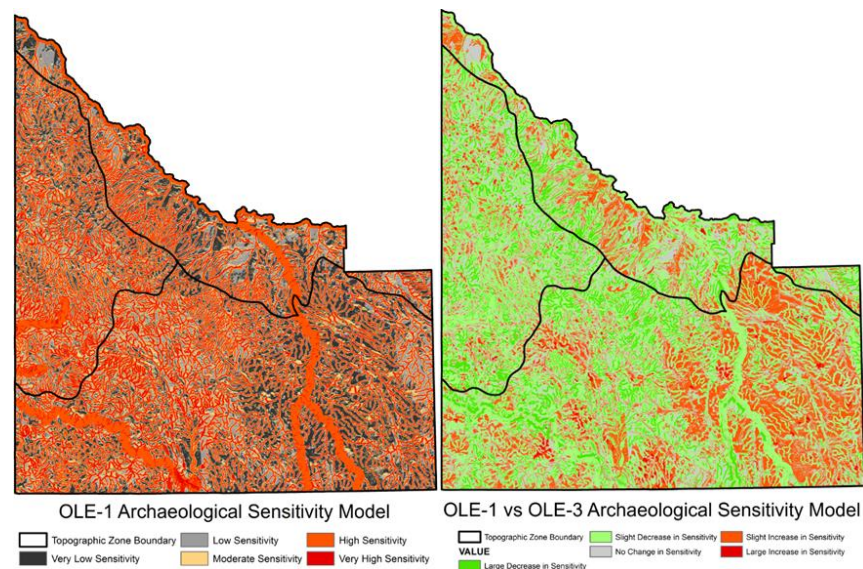 OLE-1 Archaeological Sensitivity Model
Topographic Zone Boundary
Low Sensitivity
High Sensitivity
Very Low Sensitivity
Moderate Sensitivity
Very High Sensitivity
OLE-1 vs OLE-3 Archaeological Sensitivity Model
Topographic Zone Boundary
Slight Decrease in Sensitivity
Slight Increase in Sensitivity
VALUE
No Change in Sensitivity
Large Increase in Sensitivity
Large Decrease in Sensitivity